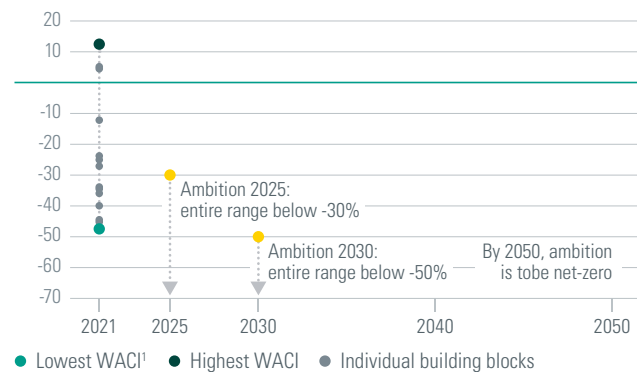 20
10
-10
-20
-30
-40
-50
-60
-70
Ambition 2025:
entire range below -30%
Ambition 2030:
entire range below -50%
By 2050, ambition
is tobe net-zero
2021 2025 2030 2040 2050
Lowest WACI¹ Highest WACI Individual building blocks